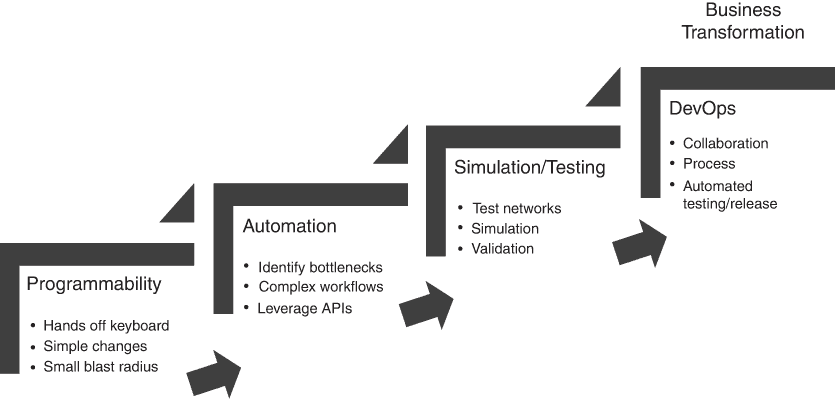 Business
Transformation
DevOps
• Collaboration
• Process
• Automated
testing/release
Simulation/Testing
• Test networks
• Simulation
• Validation
Automation
• Identify bottlenecks
• Complex workflows
• Leverage APIs
Programmability
• Hands off keyboard
• Simple changes
• Small blast radius